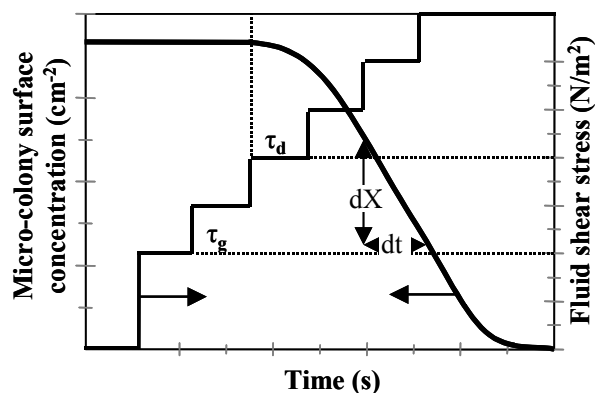 Micro-colony surface
concentration (cm-2)
τd
τg
dX
dt
Fluid shear stress (N/m2)
Time (s)